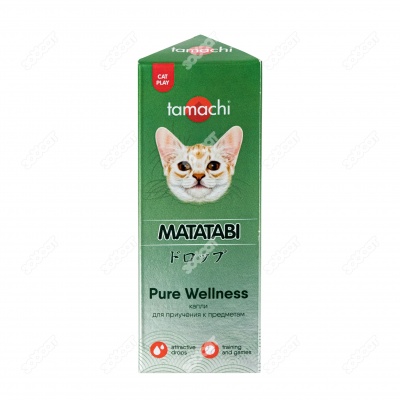 tamachi
CAT
PLAY
tamachi
MATATABI
ドロップ
Pure Wellness
капли
для приучения к предметам
attractive
drops
training
and games